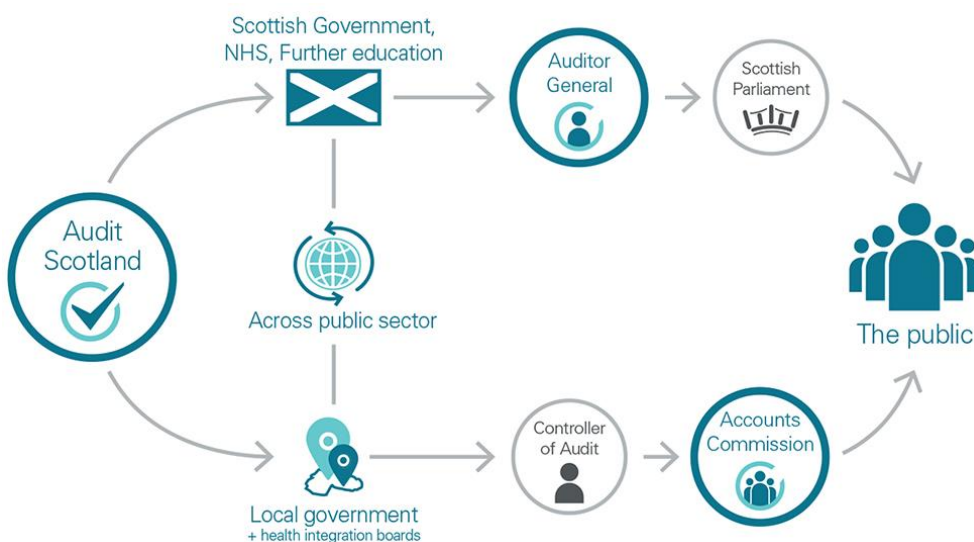 Scottish Government,
NHS, Further education
Auditor
General
Scottish
Parliament
Audit
Scotland
Across public sector
The public
Controller
of Audit
Accounts
Commission
Local government
+ health integration boards